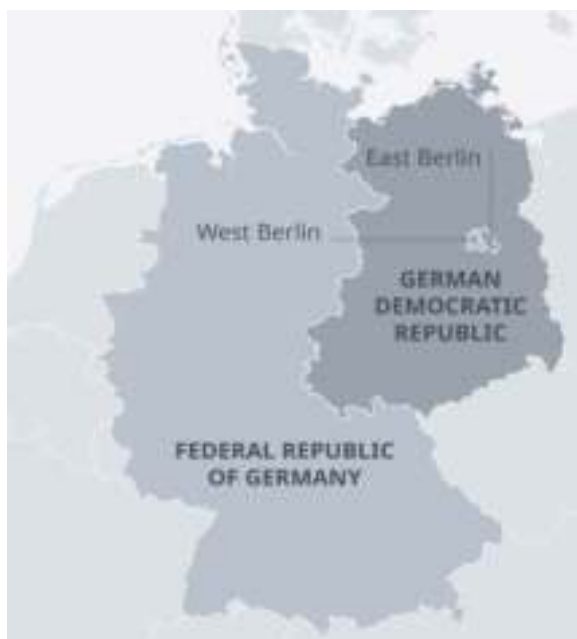 East Berlin
West Berlin
GERMAN
DEMOCRATIC
REPUBLIC
FEDERAL REPUBLIC
OF GERMANY